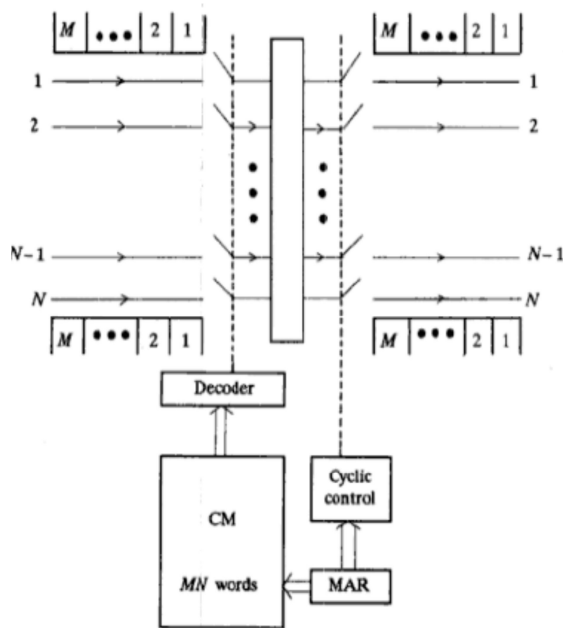 M ••• 2 1 M ••• 2 1
1 1
2 2
N–1 N–1
N N
M ••• 2 1 M ••• 2 1
Decoder
Cyclic
control
CM
MN words
MAR